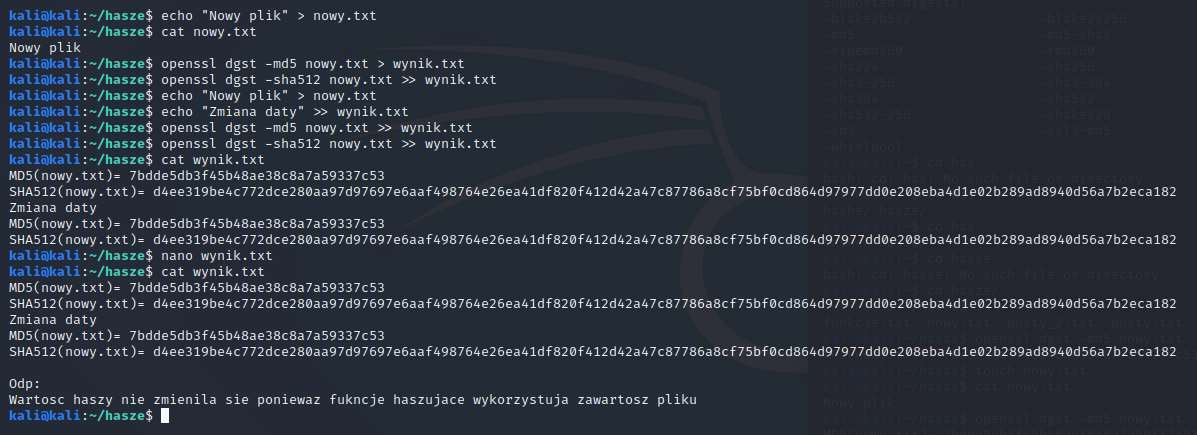 kali@kali:~/hasze$ echo "Nowy plik" > nowy.txt
kali@kali:~/hasze$ cat nowy.txt
Nowy plik
kali@kali:~/hasze$ openssl dgst -md5 nowy.txt > wynik.txt
kali@kali:~/hasze$ openssl dgst -sha512 nowy.txt >> wynik.txt
kali@kali:~/hasze$ echo "Nowy plik" > nowy.txt
kali@kali:~/hasze$ echo "Zmiana daty" >> wynik.txt
kali@kali:~/hasze$ openssl dgst -md5 nowy.txt >> wynik.txt
kali@kali:~/hasze$ openssl dgst -sha512 nowy.txt >> wynik.txt
kali@kali:~/hasze$ cat wynik.txt
MD5(nowy.txt)= 7bdde5db3f45b48ae38c8a7a59337c53
SHA512(nowy.txt)= d4ee319be4c772dce280aa97d97697e6aaf498764e26ea41df820f412d42a47c87786a8cf75bf0cd864d97977dd0e208eba4d1e02b289ad8940d56a7b2eca182
Zmiana daty
MD5(nowy.txt)= 7bdde5db3f45b48ae38c8a7a59337c53
SHA512(nowy.txt)= d4ee319be4c772dce280aa97d97697e6aaf498764e26ea41df820f412d42a47c87786a8cf75bf0cd864d97977dd0e208eba4d1e02b289ad8940d56a7b2eca182
kali@kali:~/hasze$ nano wynik.txt
kali@kali:~/hasze$ cat wynik.txt
MD5(nowy.txt)= 7bdde5db3f45b48ae38c8a7a59337c53
SHA512(nowy.txt)= d4ee319be4c772dce280aa97d97697e6aaf498764e26ea41df820f412d42a47c87786a8cf75bf0cd864d97977dd0e208eba4d1e02b289ad8940d56a7b2eca182
Zmiana daty
MD5(nowy.txt)= 7bdde5db3f45b48ae38c8a7a59337c53
SHA512(nowy.txt)= d4ee319be4c772dce280aa97d97697e6aaf498764e26ea41df820f412d42a47c87786a8cf75bf0cd864d97977dd0e208eba4d1e02b289ad8940d56a7b2eca182
Odp:
Wartosc haszy nie zmienila sie poniewaz fukncje haszujace wykorzystuja zawartosz pliku
kali@kali:~/hasze$